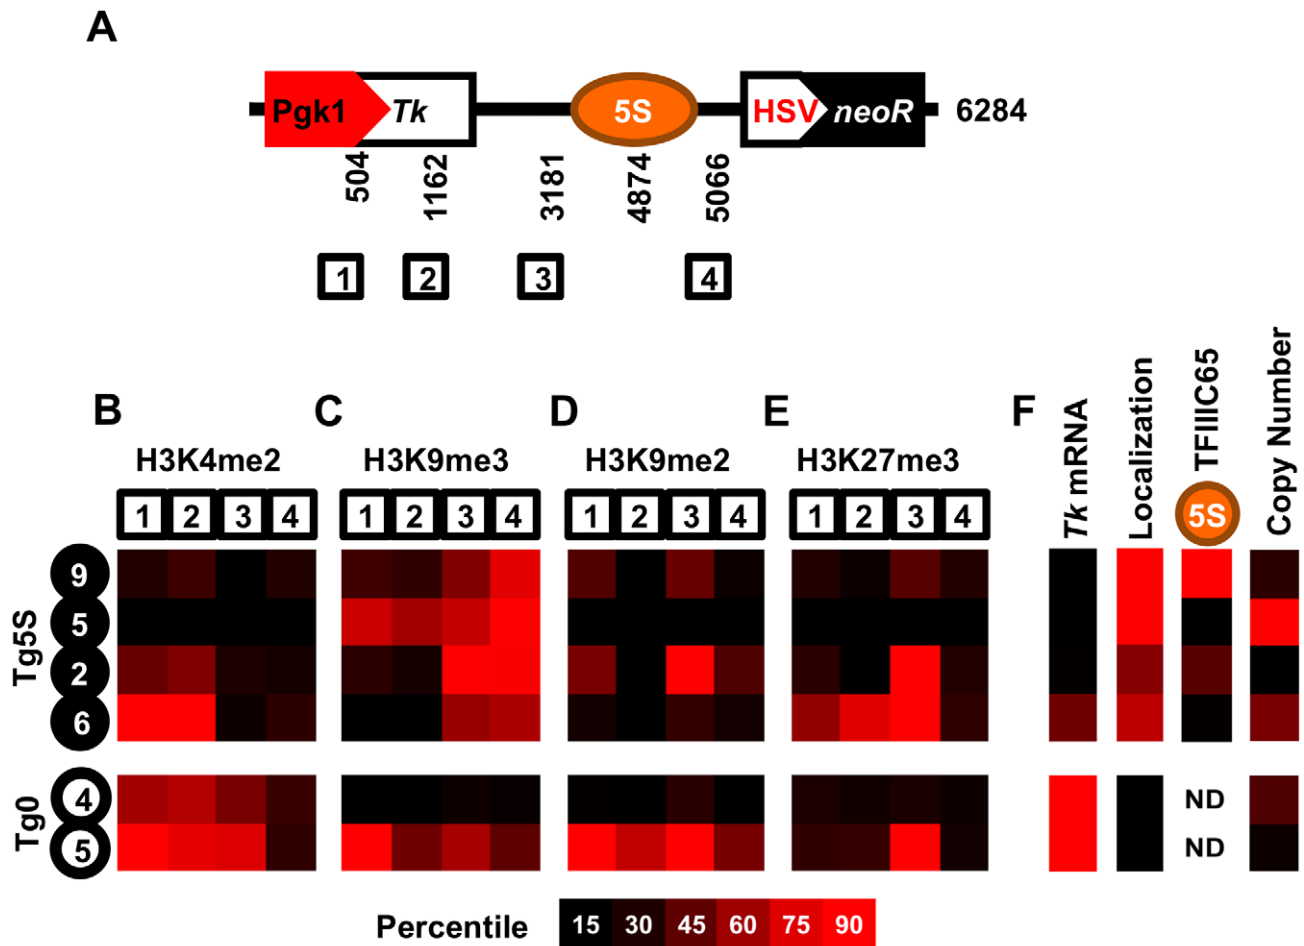 A
Pgk1 Tk 5S HSV neoR 6284
504 1162 3181 4874 5066
1 2 3 4
B C D E F
H3K4me2 H3K9me3 H3K9me2 H3K27me3
Tk mRNA Localization TFIIIC65 Copy Number
1 2 3 4 1 2 3 4 1 2 3 4 1 2 3 4 5S
Tg5S
9
5
2
6
Tg0
4 ND
5 ND
Percentile 15 30 45 60 75 90